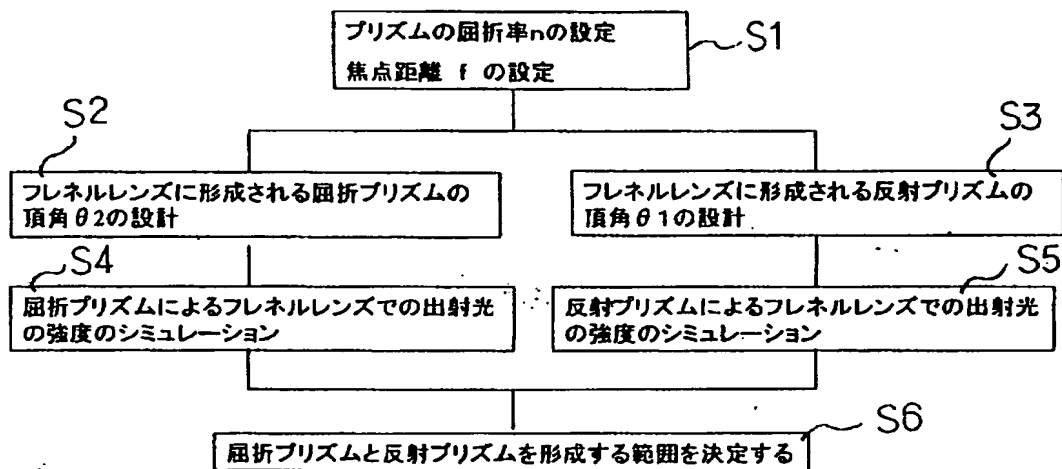 プリズムの屈折率nの設定
焦点距離 f の設定
S1
S2
S3
フレネルレンズに形成される屈折プリズムの
頂角θ2の設計
フレネルレンズに形成される反射プリズムの
頂角θ1の設計
S4
S5
屈折プリズムによるフレネルレンズでの出射光
の強度のシミュレーション
反射プリズムによるフレネルレンズでの出射光
の強度のシミュレーション
S6
屈折プリズムと反射プリズムを形成する範囲を決定する